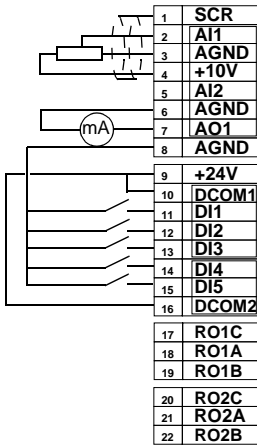 1 SCR
2 AI1
3 AGND
4 +10V
5 AI2
6 AGND
mA
7 AO1
8 AGND
9 +24V
10 DCOM1
11 DI1
12 DI2
13 DI3
14 DI4
15 DI5
16 DCOM2
17 RO1C
18 RO1A
19 RO1B
20 RO2C
21 RO2A
22 RO2B